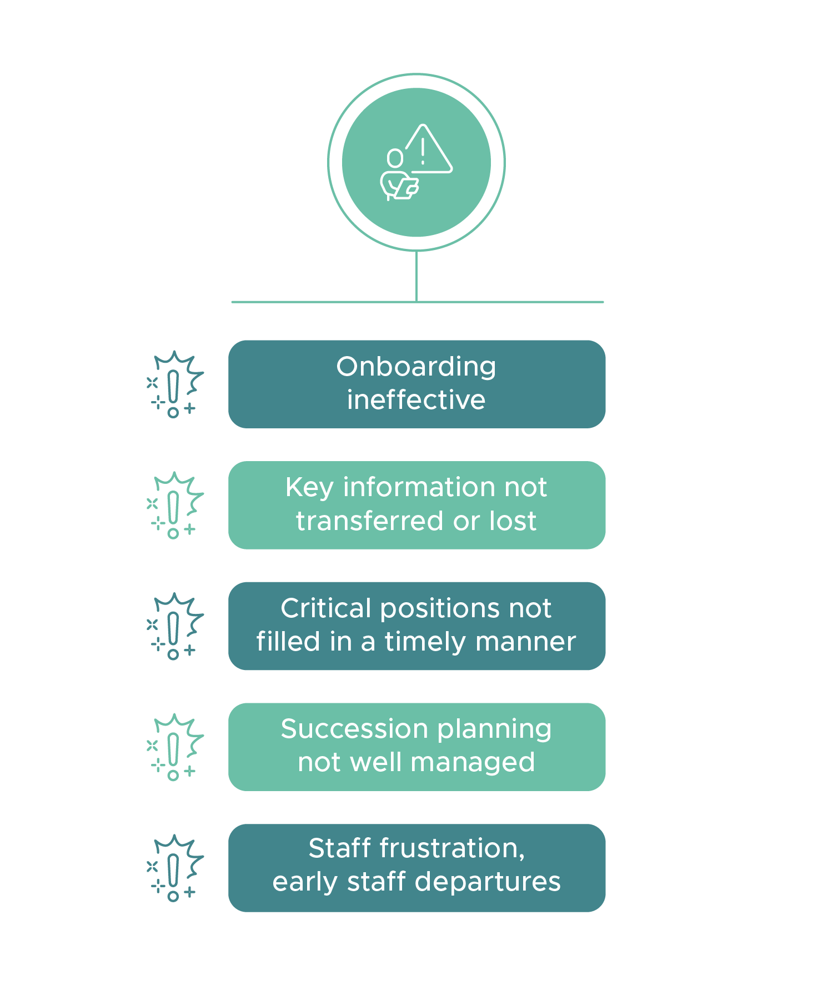 Onboarding
ineffective
Key information not
transferred or lost
Critical positions not
filled in a timely manner
Succession planning
not well managed
Staff frustration,
early staff departures